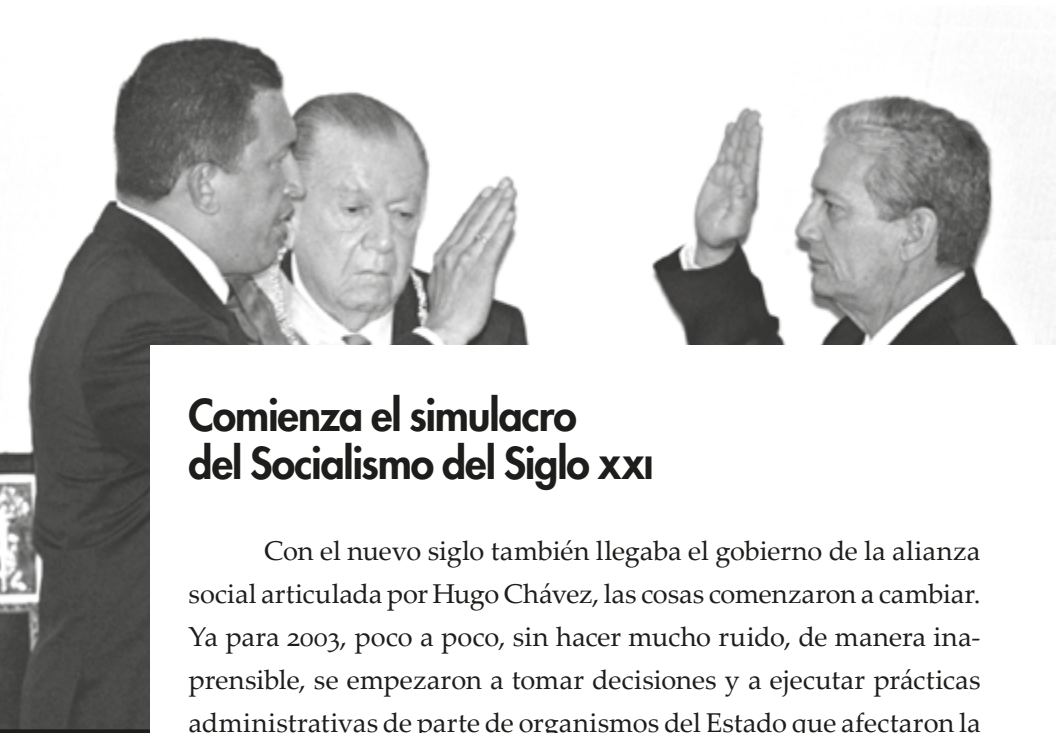 Comienza el simulacro
del Socialismo del Siglo XXI
Con el nuevo siglo también llegaba el gobierno de la alianza
social articulada por Hugo Chávez, las cosas comenzaron a cambiar.
Ya para 2003, poco a poco, sin hacer mucho ruido, de manera ina-
prensible, se empezaron a tomar decisiones y a ejecutar prácticas
administrativas de parte de organismos del Estado que afectaron la